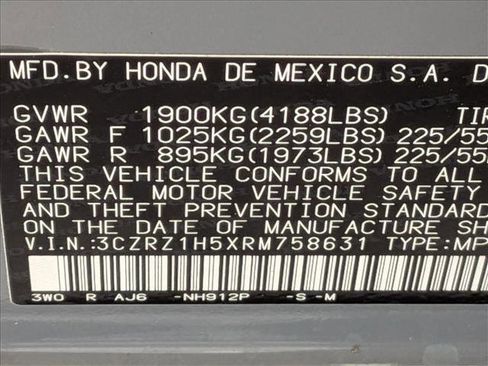 MFD.BY HONDA DE MEXICO S.A. D
GVWR 1900KG(4188LBS) TIR
GAWR F 1025KG(2259LBS) 225/55
GAWR R 895KG(1973LBS) 225/55
THIS VEHICLE CONFORMS TO ALL
FEDERAL MOTOR VEHICLE SAFETY
AND THEFT PREVENTION STANDARD
ON THE DATE OF MANUFACTURE SH
V.I.N.:3CZRZ1H5XRM758631 TYPE:MP
3WO R AJ6 -NH912P -S -M